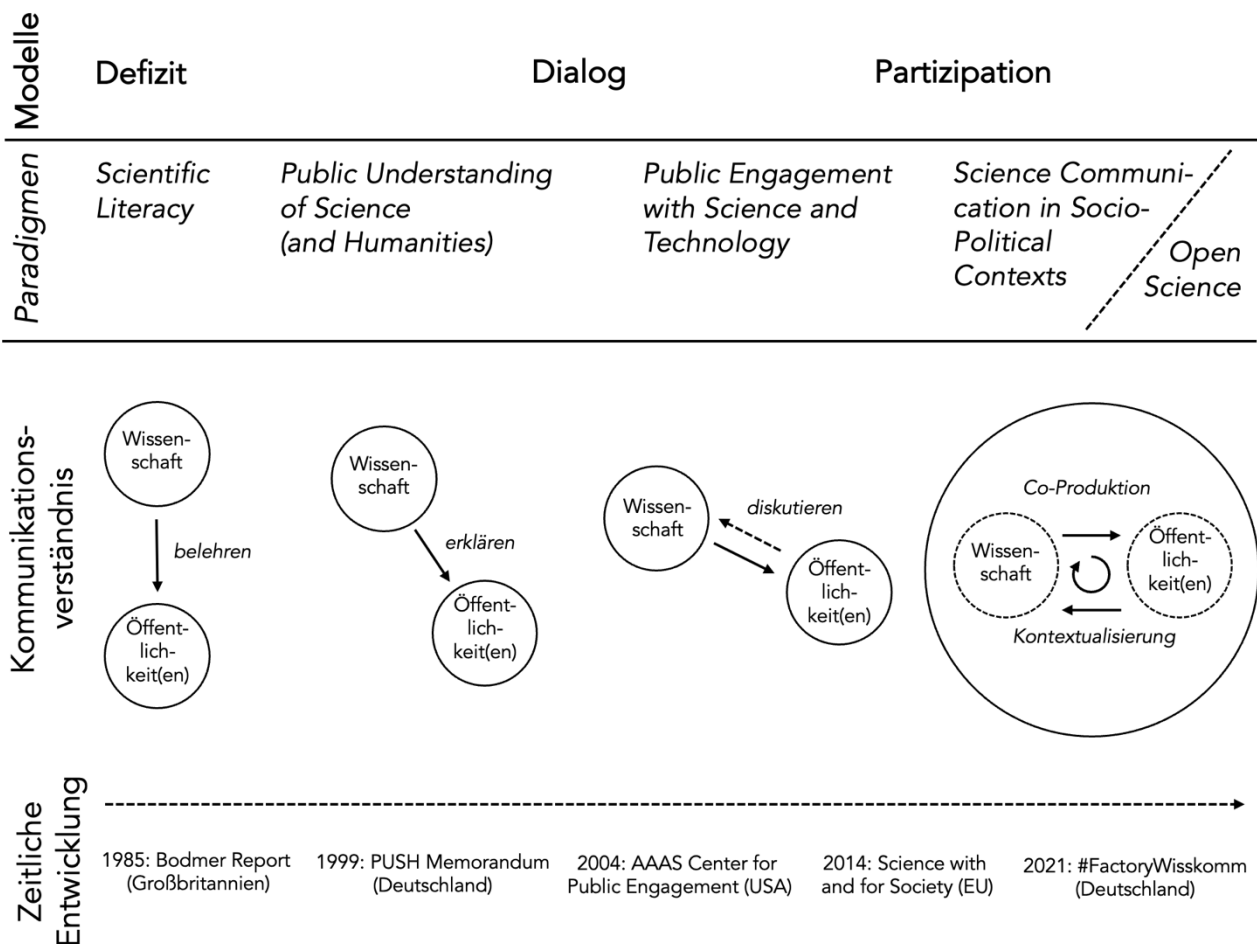 Modelle
Defizit
Dialog
Partizipation
Paradigmen
Scientific
Literacy
Public Understanding
of Science
(and Humanities)
Public Engagement
with Science and
Technology
Science Communi-
cation in Socio-
Political
Contexts
Open
Science
Kommunikations-
verständnis
Wissen-
schaft
belehren
Öffent-
lich-
keit(en)
Wissen-
schaft
erklären
Öffent-
lich-
keit(en)
Wissen-
schaft
diskutieren
Öffent-
lich-
keit(en)
Co-Produktion
Wissen-
schaft
Öffent-
lich-
keit(en)
Kontextualisierung
Zeitliche
Entwicklung
1985: Bodmer Report
(Großbritannien)
1999: PUSH Memorandum
(Deutschland)
2004: AAAS Center for
Public Engagement (USA)
2014: Science with
and for Society (EU)
2021: #FactoryWisskomm
(Deutschland)